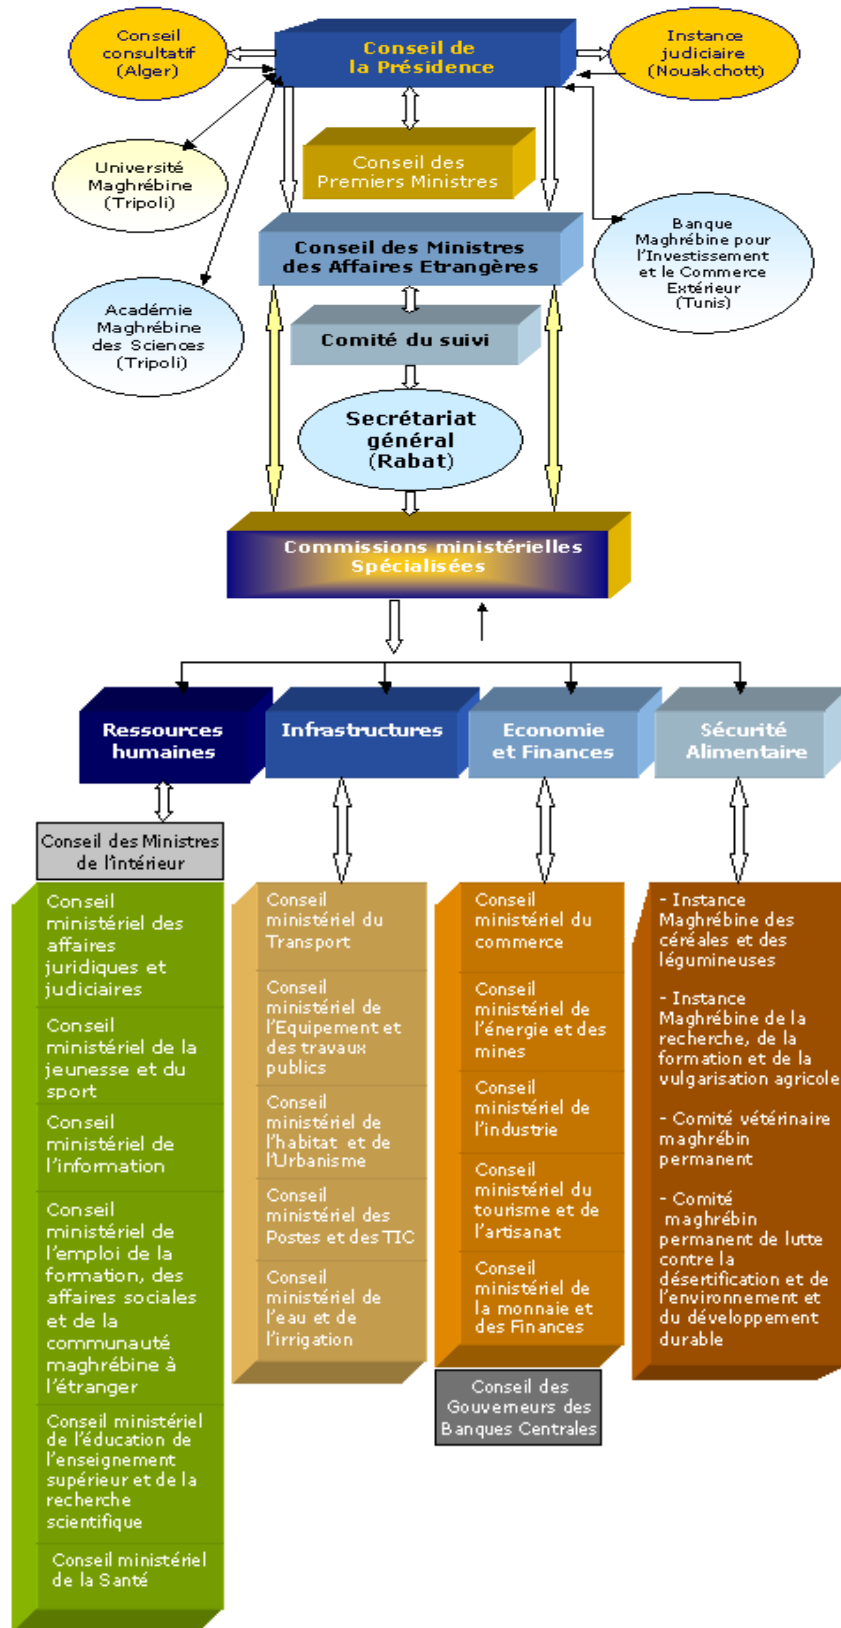 Conseil
consultatif
(Alger)
Conseil de
la Présidence
Instance
judiciaire
(Nouakchott)
Université
Maghrébine
(Tripoli)
Conseil des
Premiers Ministres
Banque
Maghrébine pour
l'Investissement
et le Commerce
Extérieur
(Tunis)
Conseil des Ministres
des Affaires Etrangères
Académie
Maghrébine
des Sciences
(Tripoli)
Comité du suivi
Secrétariat
général
(Rabat)
Commissions ministérielles
Spécialisées
Ressources
humaines
Infrastructures
Economie
et Finances
Sécurité
Alimentaire
Conseil des Ministres
de l'intérieur
Conseil
ministériel des
affaires
juridiques et
judiciaires
Conseil
ministériel de la
jeunesse et du
sport
Conseil
ministériel de
l'information
Conseil
ministériel de
l'emploi de la
formation, des
affaires sociales
et de la
communauté
maghrébine à
l'étranger
Conseil ministériel
de l'éducation de
l'enseignement
supérieur et de la
recherche
scientifique
Conseil ministériel
de la Santé
Conseil
ministériel du
Transport
Conseil
ministériel de
l'Equipement et
des travaux
publics
Conseil
ministériel de
l'habitat et de
l'Urbanisme
Conseil
ministériel des
Postes et des TIC
Conseil
ministériel de
l'eau et de
l'irrigation
Conseil
ministériel du
commerce
Conseil
ministériel de
l'énergie et des
mines
Conseil
ministériel de
l'industrie
Conseil
ministériel du
tourisme et de
l'artisanat
Conseil
ministériel de
la monnaie et
des Finances
Conseil des
Gouverneurs des
Banques Centrales
- Instance
Maghrébine des
céréales et des
légumineuses
- Instance
Maghrébine de la
recherche, de la
formation et de la
vulgarisation agricole
- Comité vétérinaire
maghrébin
permanent
- Comité
maghrébin
permanent de lutte
contre la
désertification et de
l'environnement et
du développement
durable